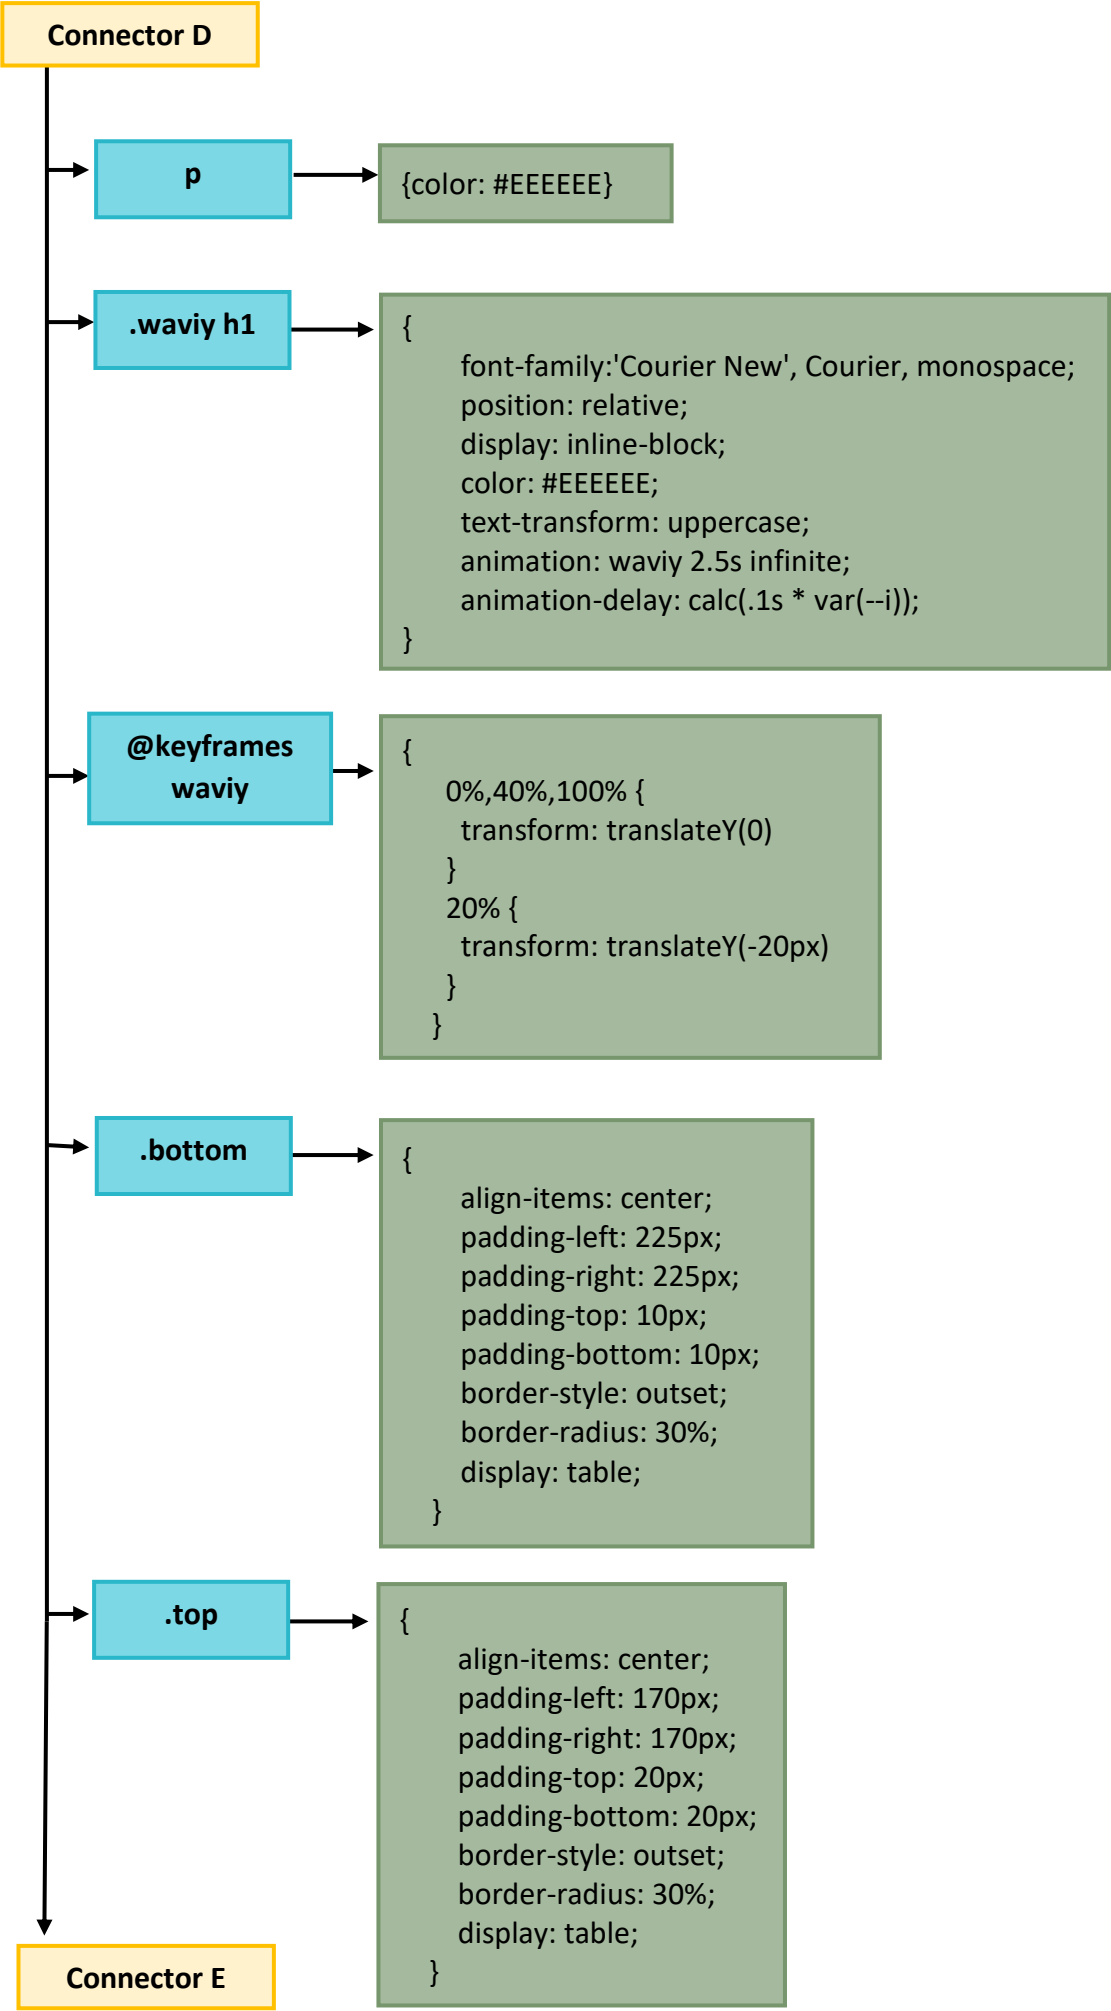 Connector D
p
{color: #EEEEEE}
.waviy h1
{
font-family:'Courier New', Courier, monospace;
position: relative;
display: inline-block;
color: #EEEEEE;
text-transform: uppercase;
animation: waviy 2.5s infinite;
animation-delay: calc(.1s * var(--i));
}
@keyframes
waviy
{
0%,40%,100% {
transform: translateY(0)
}
20% {
transform: translateY(-20px)
}
}
.bottom
{
align-items: center;
padding-left: 225px;
padding-right: 225px;
padding-top: 10px;
padding-bottom: 10px;
border-style: outset;
border-radius: 30%;
display: table;
}
.top
{
align-items: center;
padding-left: 170px;
padding-right: 170px;
padding-top: 20px;
padding-bottom: 20px;
border-style: outset;
border-radius: 30%;
display: table;
}
Connector E